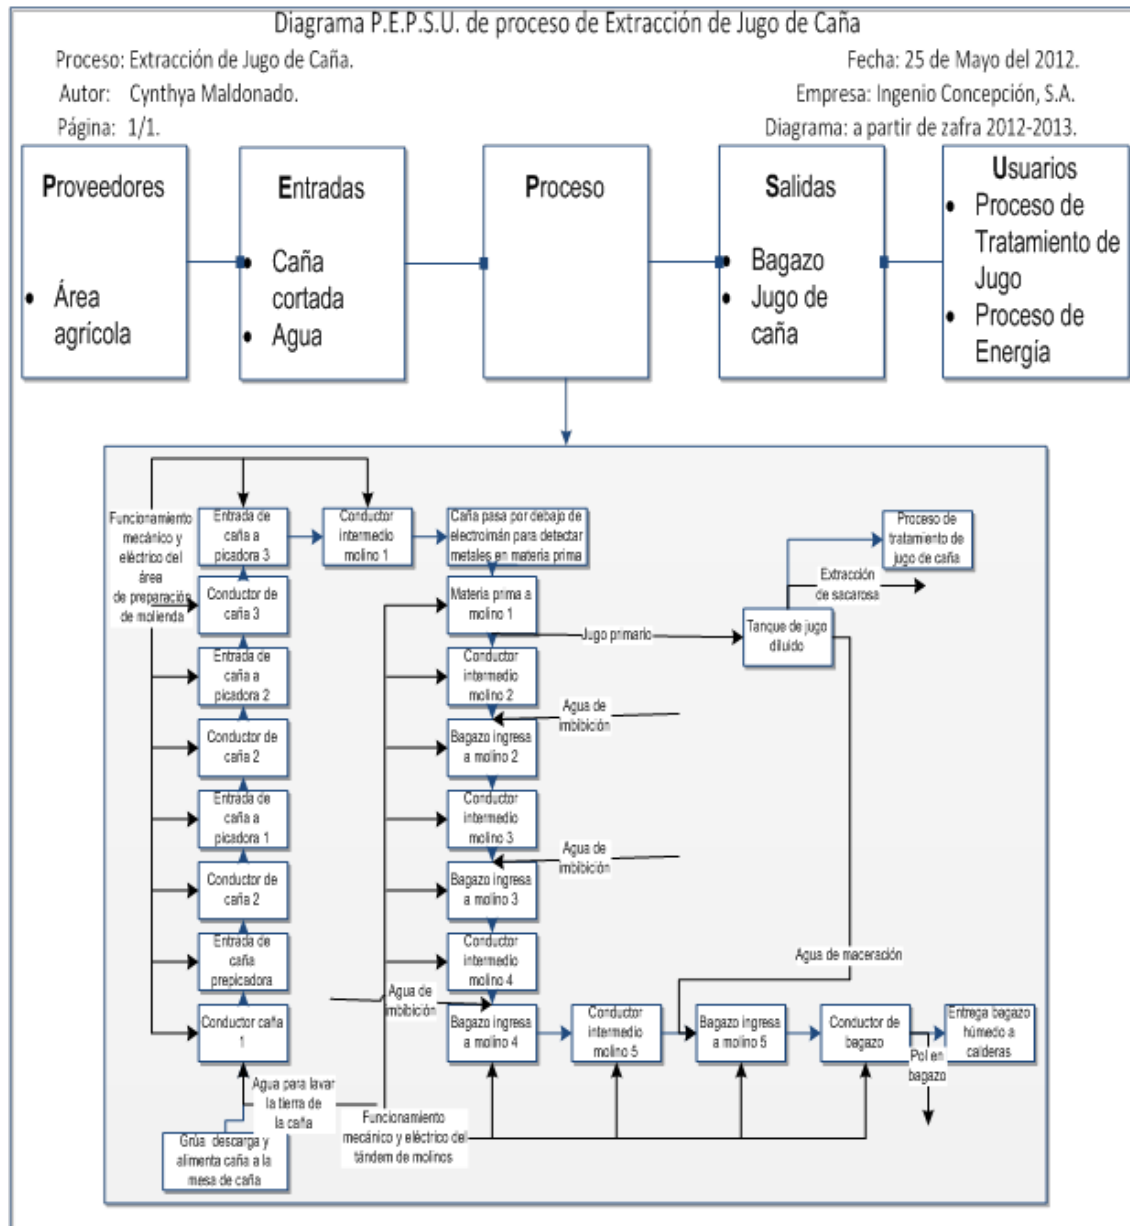 Diagrama P.E.P.S.U. de proceso de Extracción de Jugo de Caña
Proceso: Extracción de Jugo de Caña.
Fecha: 25 de Mayo del 2012.
Autor: Cynthya Maldonado.
Empresa: Ingenio Concepción, S.A.
Página: 1/1.
Diagrama: a partir de zafra 2012-2013.
Proveedores
• Área
agrícola
Entradas
• Caña
cortada
• Agua
Proceso
Salidas
• Bagazo
• Jugo de
caña
Usuarios
• Proceso de
Tratamiento de
Jugo
• Proceso de
Energía
Funcionamiento
mecánico y
eléctrico del
área
de preparación
de molienda
Entrada de
caña a
picadora 3
Conductor
intermedio
molino 1
Caña pasa por debajo de
electroimán para detectar
metales en materia prima
Proceso de
tratamiento de
jugo de caña
Conductor de
caña 3
Materia prima a
molino 1
Extracción
de sacarosa
Jugo primario
Tanque de jugo
diluido
Entrada de
caña a
picadora 2
Conductor
intermedio
molino 2
Agua de
imbibición
Conductor de
caña 2
Bagazo ingresa
a molino 2
Entrada de
caña a
picadora 1
Conductor
intermedio
molino 3
Agua de
imbibición
Conductor de
caña 2
Bagazo ingresa
a molino 3
Entrada de
caña
prepicadora
Conductor
intermedio
molino 4
Agua de maceración
Agua de
imbibición
Conductor caña
1
Bagazo ingresa
a molino 4
Conductor
intermedio
molino 5
Bagazo ingresa
a molino 5
Conductor de
bagazo
Entrega bagazo
húmedo a
calderas
Pol en
bagazo
Agua para lavar
la tierra de
la caña
Funcionamiento
mecánico y eléctrico del
tándem de molinos
Grúa descarga y
alimenta caña a la
mesa de caña